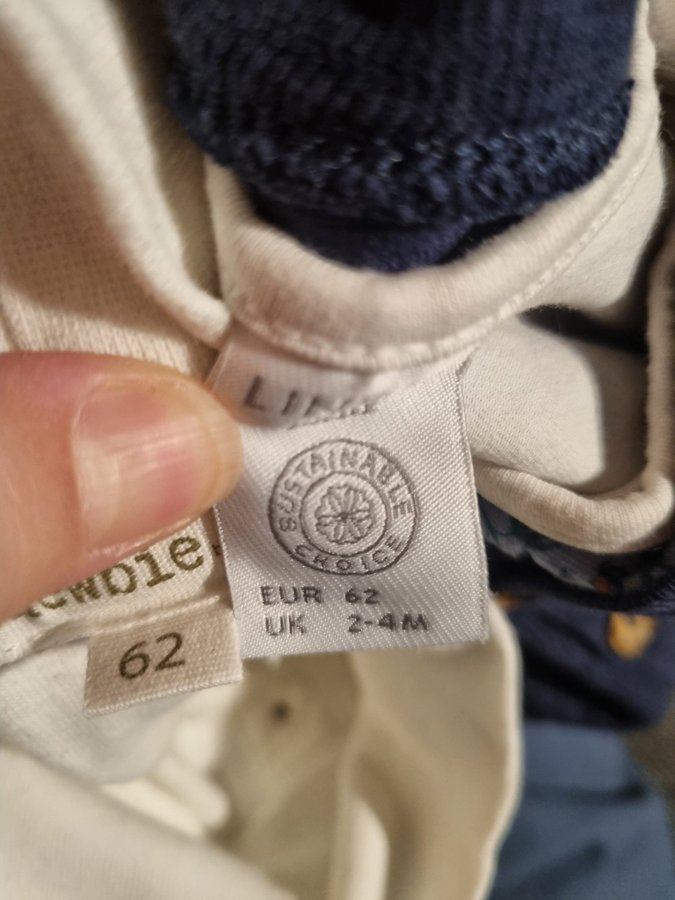 SUSTAINABLE
CHOICE
EUR 62
UK 2-4M
62